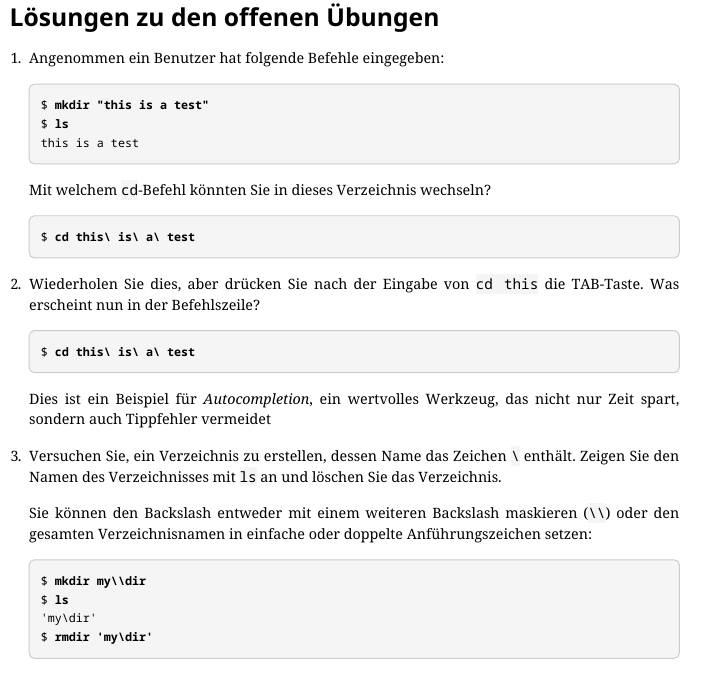 Lösungen zu den offenen Übungen
1. Angenommen ein Benutzer hat folgende Befehle eingegeben:
$ mkdir "this is a test"
$ ls
this is a test
Mit welchem cd-Befehl könnten Sie in dieses Verzeichnis wechseln?
$ cd this\ is\ a\ test
2. Wiederholen Sie dies, aber drücken Sie nach der Eingabe von cd this die TAB-Taste. Was
erscheint nun in der Befehlszeile?
$ cd this\ is\ a\ test
Dies ist ein Beispiel für Autocompletion, ein wertvolles Werkzeug, das nicht nur Zeit spart,
sondern auch Tippfehler vermeidet
3. Versuchen Sie, ein Verzeichnis zu erstellen, dessen Name das Zeichen \ enthält. Zeigen Sie den
Namen des Verzeichnisses mit ls an und löschen Sie das Verzeichnis.
Sie können den Backslash entweder mit einem weiteren Backslash maskieren (\\) oder den
gesamten Verzeichnisnamen in einfache oder doppelte Anführungszeichen setzen:
$ mkdir my\\dir
$ ls
'my\dir'
$ rmdir 'my\dir'